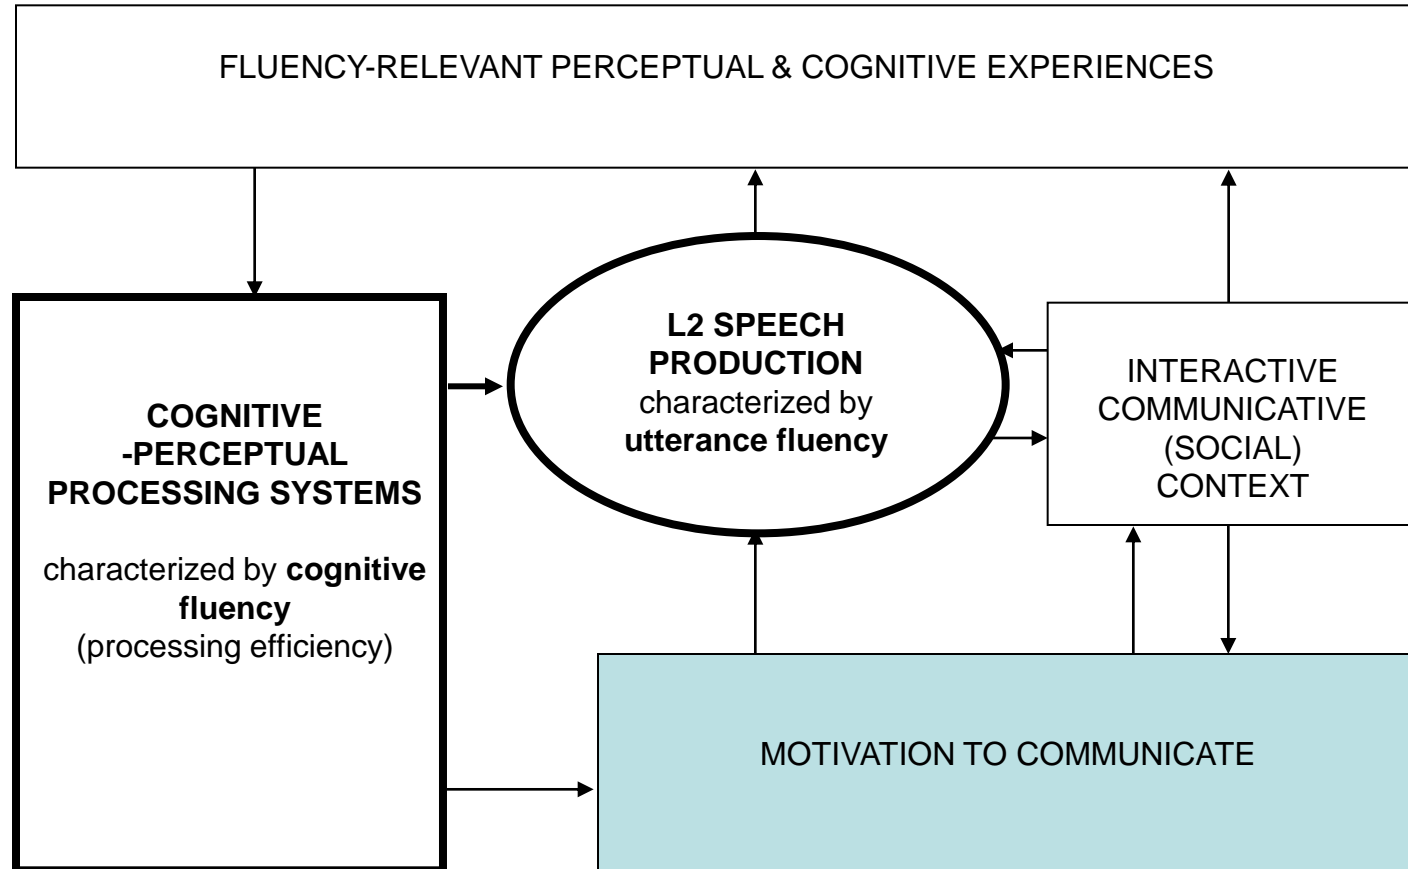 FLUENCY-RELEVANT PERCEPTUAL & COGNITIVE EXPERIENCES
COGNITIVE
-PERCEPTUAL
PROCESSING SYSTEMS
characterized by cognitive
fluency
(processing efficiency)
L2 SPEECH
PRODUCTION
characterized by
utterance fluency
INTERACTIVE
COMMUNICATIVE
(SOCIAL)
CONTEXT
MOTIVATION TO COMMUNICATE